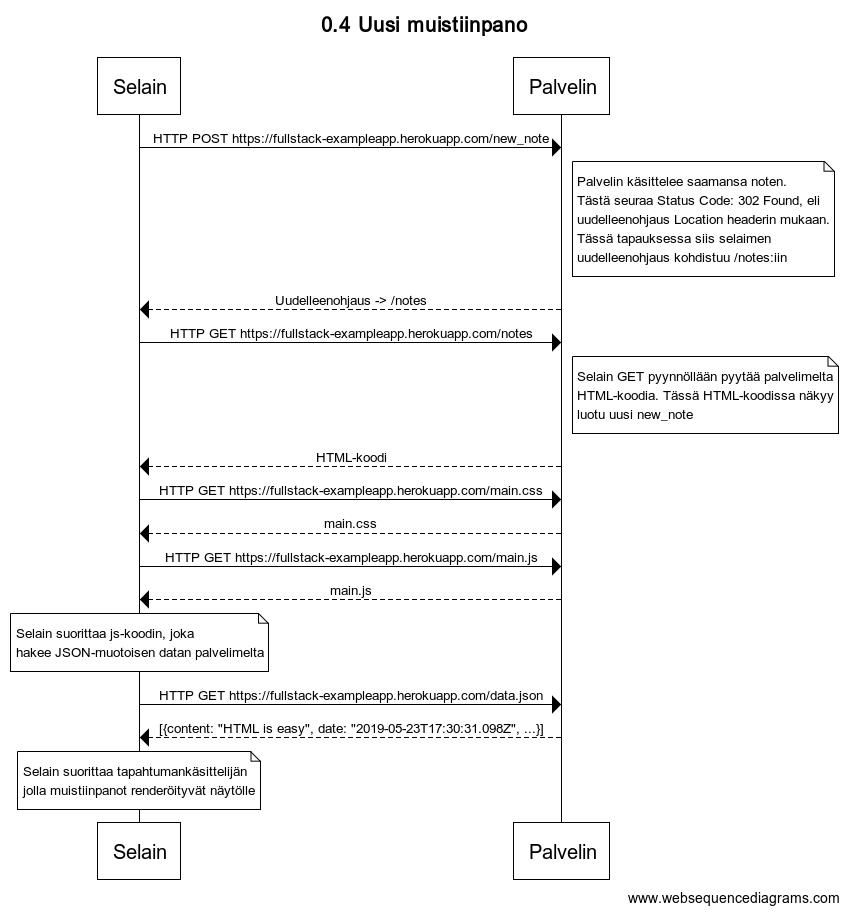 0.4 Uusi muistiinpano
Selain
Palvelin
HTTP POST https://fullstack-exampleapp.herokuapp.com/new_note
Palvelin käsittelee saamansa noten.
Tästä seuraa Status Code: 302 Found, eli
uudelleenohjaus Location headerin mukaan.
Tässä tapauksessa siis selaimen
uudelleenohjaus kohdistuu /notes:iin
Uudelleenohjaus -> /notes
HTTP GET https://fullstack-exampleapp.herokuapp.com/notes
Selain GET pyynnöllään pyytää palvelimelta
HTML-koodia. Tässä HTML-koodissa näkyy
luotu uusi new_note
HTML-koodi
HTTP GET https://fullstack-exampleapp.herokuapp.com/main.css
main.css
HTTP GET https://fullstack-exampleapp.herokuapp.com/main.js
main.js
Selain suorittaa js-koodin, joka
hakee JSON-muotoisen datan palvelimelta
HTTP GET https://fullstack-exampleapp.herokuapp.com/data.json
[{content: "HTML is easy", date: "2019-05-23T17:30:31.098Z", ...}]
Selain suorittaa tapahtumankäsittelijän
jolla muistiinpanot renderöityvät näytölle
Selain
Palvelin
www.websequencediagrams.com